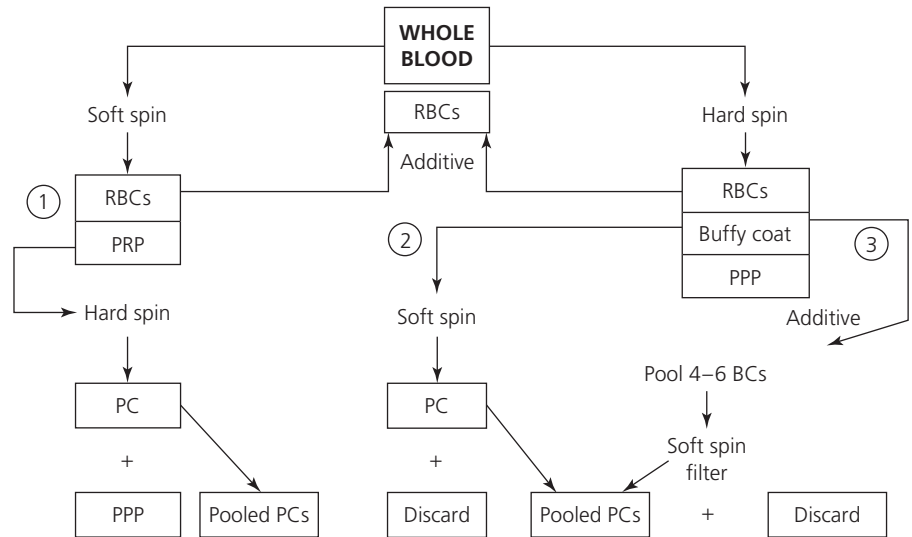 WHOLE
BLOOD
Soft spin
RBCs
Hard spin
Additive
1
RBCs
PRP
RBCs
Buffy coat
PPP
2
3
Hard spin
Soft spin
Additive
Pool 4–6 BCs
PC
PC
Soft spin
filter
+
+
PPP
Pooled PCs
Discard
Pooled PCs
+
Discard